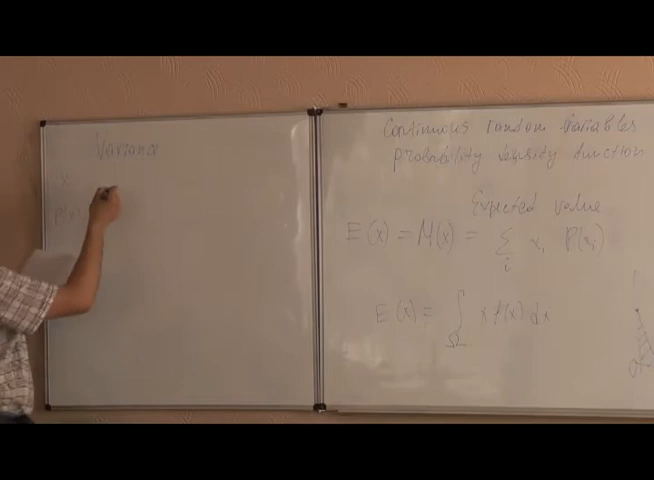 Variance
x
P(x)
Continuous random variables
probability density function
Expected value
E(x) = M(x) = ∑ xᵢ P(xᵢ)
i
E(x) = ∫ x f(x) dx
Ω